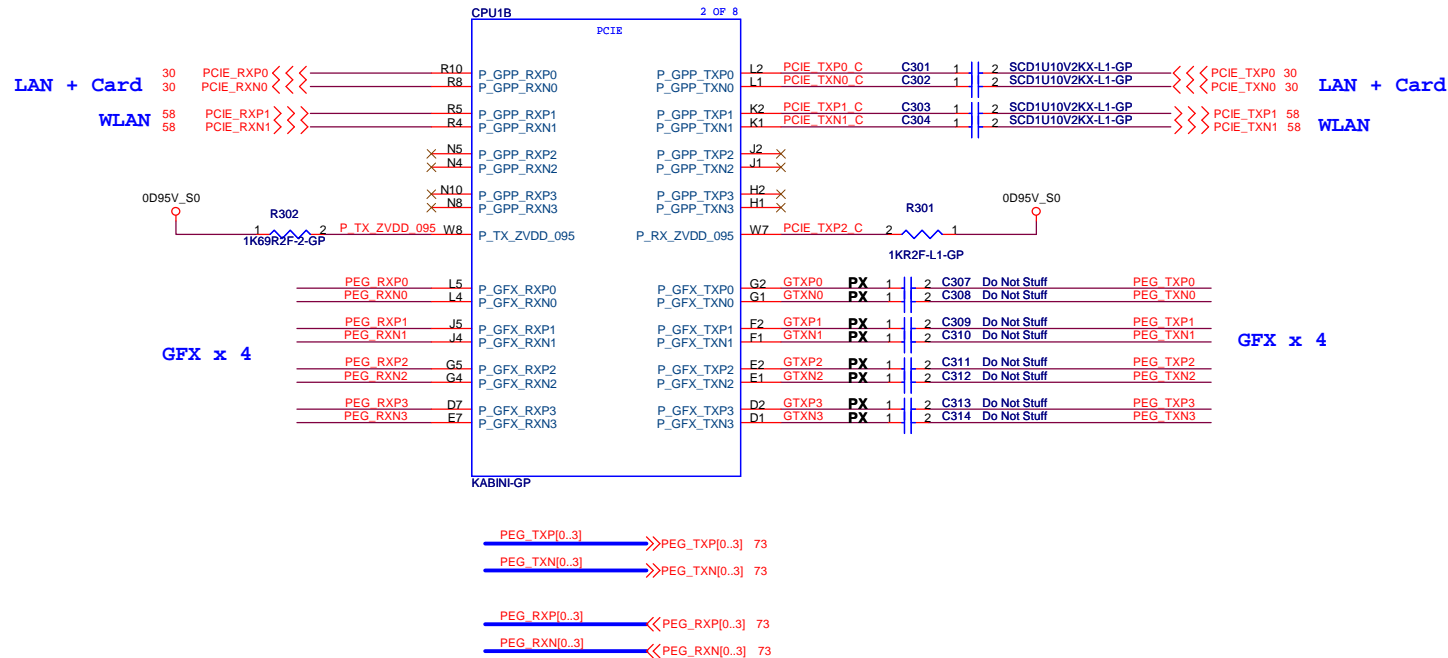 CPU1B 2 OF 8
PCIE
LAN + Card
30 PCIE_RXP0 R10 P_GPP_RXP0 P_GPP_TXP0 L2 PCIE_TXP0_C C301 1 2 SCD1U10V2KX-L1-GP PCIE_TXP0 30
30 PCIE_RXN0 R8 P_GPP_RXN0 P_GPP_TXN0 L1 PCIE_TXN0_C C302 1 2 SCD1U10V2KX-L1-GP PCIE_TXN0 30
LAN + Card
WLAN
58 PCIE_RXP1 R5 P_GPP_RXP1 P_GPP_TXP1 K2 PCIE_TXP1_C C303 1 2 SCD1U10V2KX-L1-GP PCIE_TXP1 58
58 PCIE_RXN1 R4 P_GPP_RXN1 P_GPP_TXN1 K1 PCIE_TXN1_C C304 1 2 SCD1U10V2KX-L1-GP PCIE_TXN1 58
WLAN
N5 P_GPP_RXP2 P_GPP_TXP2 J2
N4 P_GPP_RXN2 P_GPP_TXN2 J1
N10 P_GPP_RXP3 P_GPP_TXP3 H2
N8 P_GPP_RXN3 P_GPP_TXN3 H1
0D95V_S0 R302 R301 0D95V_S0
1 2 P_TX_ZVDD_095 W8 P_TX_ZVDD_095 P_RX_ZVDD_095 W7 PCIE_TXP2_C 2 1
1K69R2F-2-GP 1KR2F-L1-GP
PEG_RXP0 L5 P_GFX_RXP0 P_GFX_TXP0 G2 GTXP0 PX 1 2 C307 Do Not Stuff PEG_TXP0
PEG_RXN0 L4 P_GFX_RXN0 P_GFX_TXN0 G1 GTXN0 PX 1 2 C308 Do Not Stuff PEG_TXN0
PEG_RXP1 J5 P_GFX_RXP1 P_GFX_TXP1 F2 GTXP1 PX 1 2 C309 Do Not Stuff PEG_TXP1
PEG_RXN1 J4 P_GFX_RXN1 P_GFX_TXN1 F1 GTXN1 PX 1 2 C310 Do Not Stuff PEG_TXN1
GFX x 4 GFX x 4
PEG_RXP2 G5 P_GFX_RXP2 P_GFX_TXP2 E2 GTXP2 PX 1 2 C311 Do Not Stuff PEG_TXP2
PEG_RXN2 G4 P_GFX_RXN2 P_GFX_TXN2 E1 GTXN2 PX 1 2 C312 Do Not Stuff PEG_TXN2
PEG_RXP3 D7 P_GFX_RXP3 P_GFX_TXP3 D2 GTXP3 PX 1 2 C313 Do Not Stuff PEG_TXP3
PEG_RXN3 E7 P_GFX_RXN3 P_GFX_TXN3 D1 GTXN3 PX 1 2 C314 Do Not Stuff PEG_TXN3
KABINI-GP
PEG_TXP[0..3] PEG_TXP[0..3] 73
PEG_TXN[0..3] PEG_TXN[0..3] 73
PEG_RXP[0..3] PEG_RXP[0..3] 73
PEG_RXN[0..3] PEG_RXN[0..3] 73